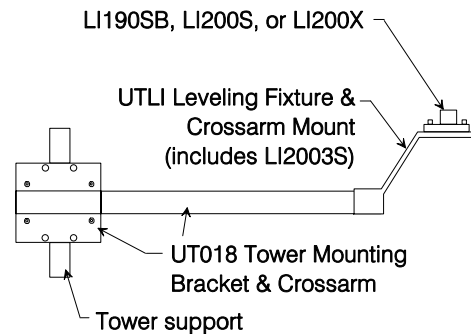 LI190SB, LI200S, or LI200X
UTLI Leveling Fixture &
Crossarm Mount
(includes LI2003S)
UT018 Tower Mounting
Bracket & Crossarm
Tower support